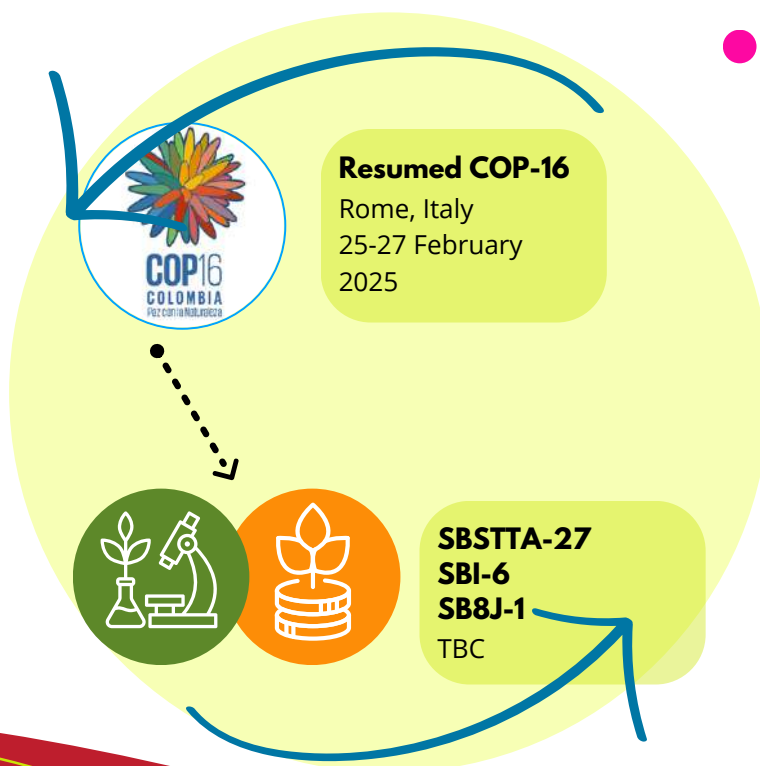 Resumed COP-16
Rome, Italy
25-27 February
2025
COP16
COLOMBIA
Paz con la Naturaleza
SBSTTA-27
SBI-6
SB8J-1
TBC